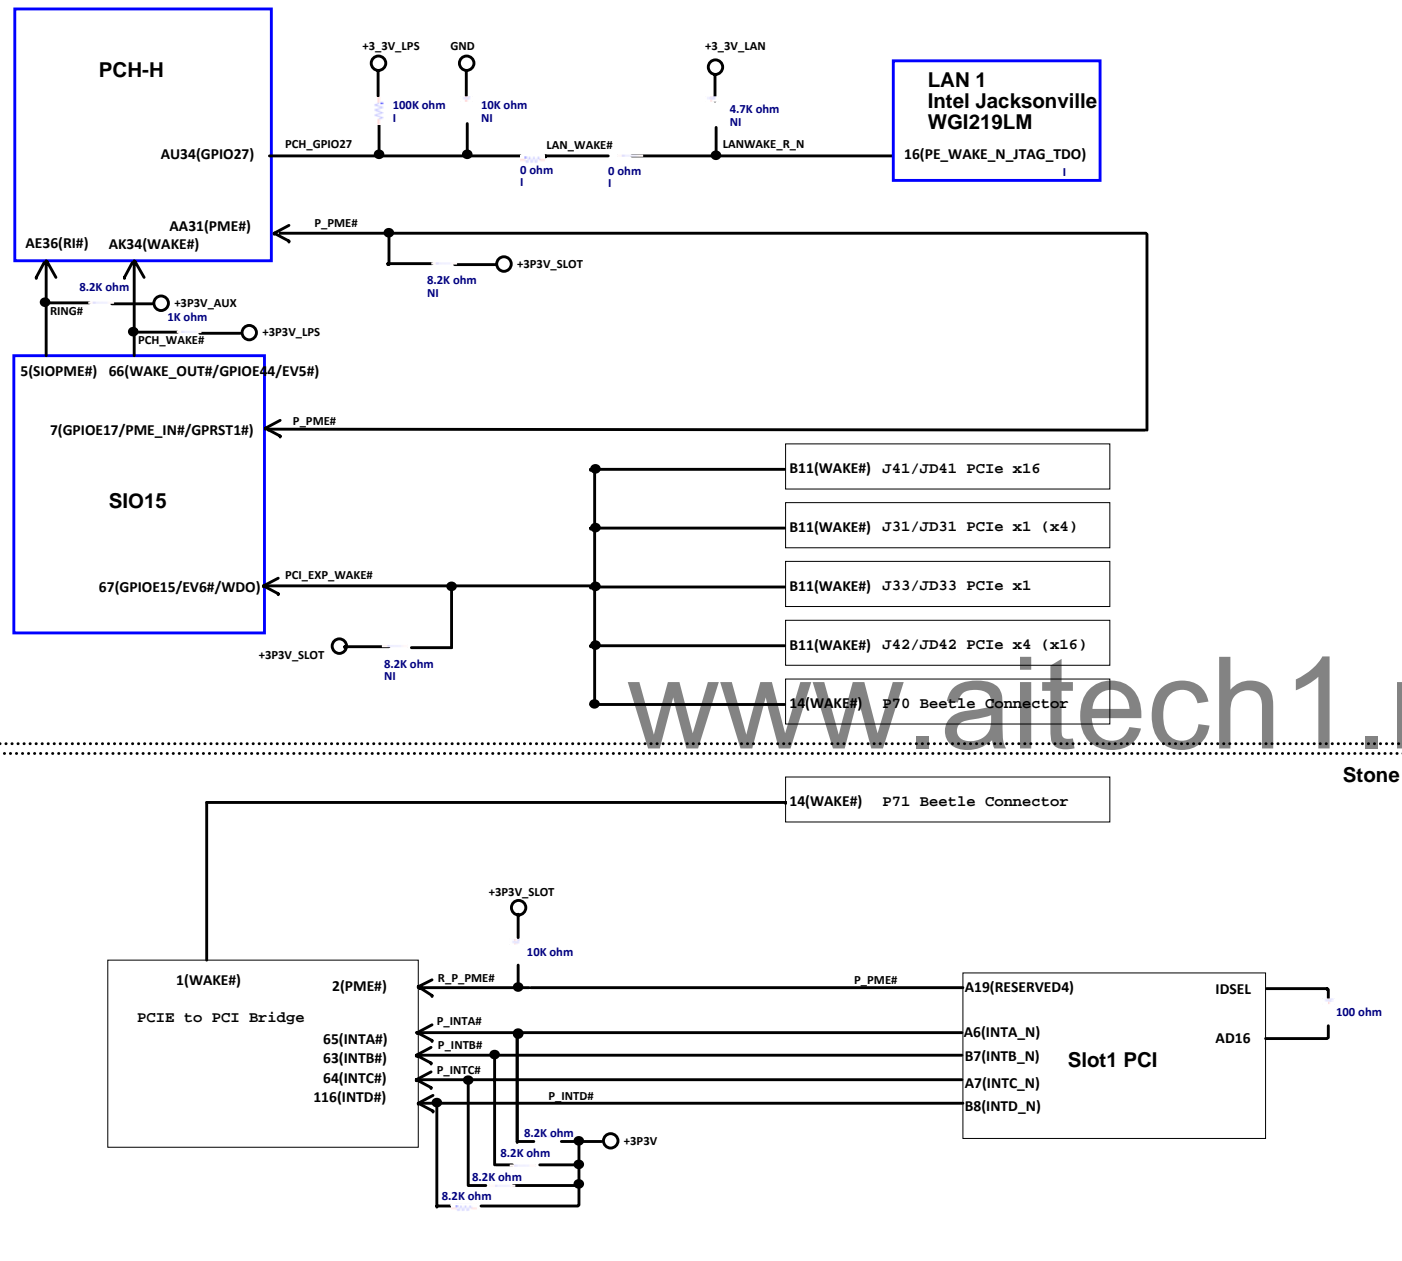 PCH-H
+3_3V_LPS
GND
+3_3V_LAN
LAN 1
Intel Jacksonville
WGI219LM
100K ohm
I
10K ohm
NI
4.7K ohm
NI
AU34(GPIO27)
PCH_GPIO27
LAN_WAKE#
LANWAKE_R_N
16(PE_WAKE_N_JTAG_TDO)
I
0 ohm
I
0 ohm
I
AA31(PME#)
P_PME#
AE36(RI#)
AK34(WAKE#)
+3P3V_SLOT
8.2K ohm
NI
8.2K ohm
+3P3V_AUX
RING#
1K ohm
+3P3V_LPS
PCH_WAKE#
5(SIOPME#)
66(WAKE_OUT#/GPIOE44/EV5#)
7(GPIOE17/PME_IN#/GPRST1#)
P_PME#
SIO15
B11(WAKE#) J41/JD41 PCIe x16
B11(WAKE#) J31/JD31 PCIe x1 (x4)
67(GPIOE15/EV6#/WDO)
PCI_EXP_WAKE#
B11(WAKE#) J33/JD33 PCIe x1
B11(WAKE#) J42/JD42 PCIe x4 (x16)
+3P3V_SLOT
8.2K ohm
NI
14(WAKE#) P70 Beetle Connector
www.aitech1.r
Stone
14(WAKE#) P71 Beetle Connector
+3P3V_SLOT
10K ohm
1(WAKE#)
2(PME#)
R_P_PME#
P_PME#
A19(RESERVED4)
IDSEL
PCIE to PCI Bridge
100 ohm
65(INTA#)
P_INTA#
A6(INTA_N)
AD16
63(INTB#)
P_INTB#
B7(INTB_N)
Slot1 PCI
64(INTC#)
P_INTC#
A7(INTC_N)
116(INTD#)
P_INTD#
B8(INTD_N)
8.2K ohm
+3P3V
8.2K ohm
8.2K ohm
8.2K ohm